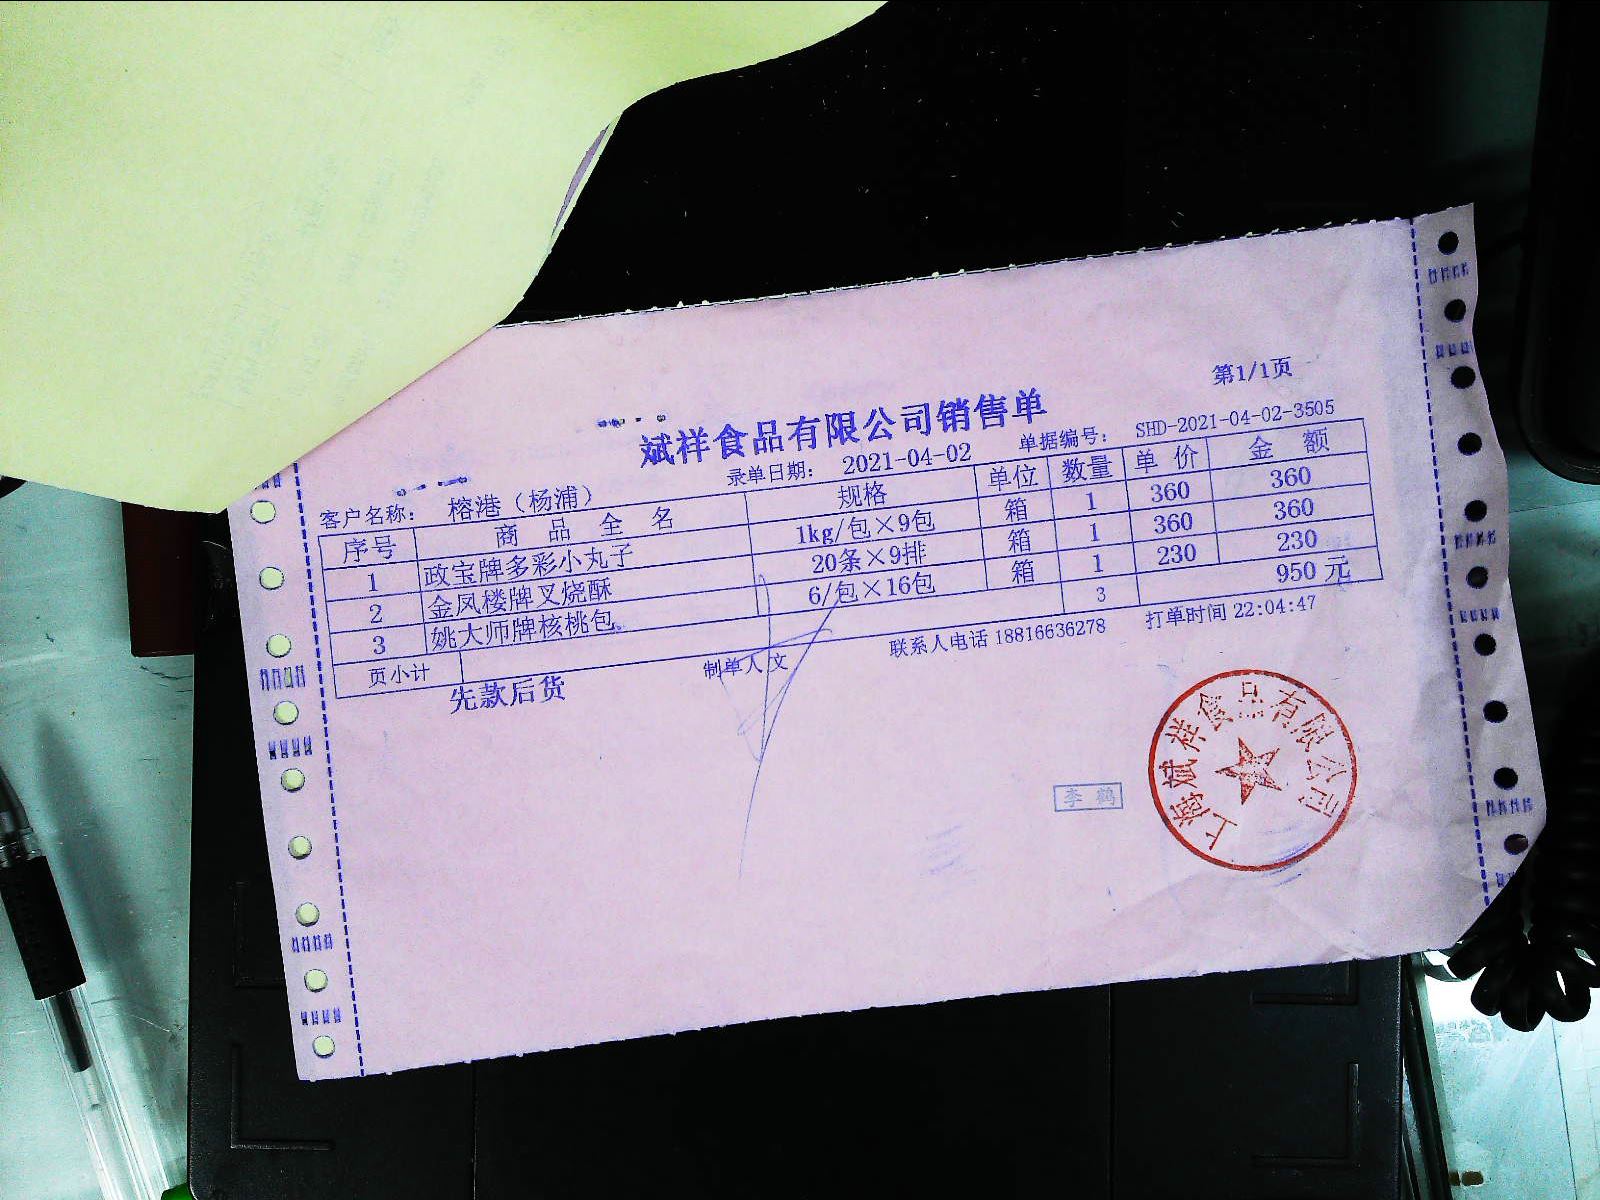 第1/1页
斌祥食品有限公司销售单
客户名称： 榕港（杨浦） 录单日期： 2021-04-02 单据编号： SHD-2021-04-02-3505
序号 商品全名 规格 单位 数量 单价 金额
1 政宝牌多彩小丸子 1kg/包×9包 箱 1 360 360
2 金凤楼牌叉烧酥 20条×9排 箱 1 360 360
3 姚大师牌核桃包 6/包×16包 箱 1 230 230
页小计 3 950 元
先款后货 制单人 文 联系人电话 18816636278 打单时间 22:04:47
上海斌祥食品有限公司
李鹤